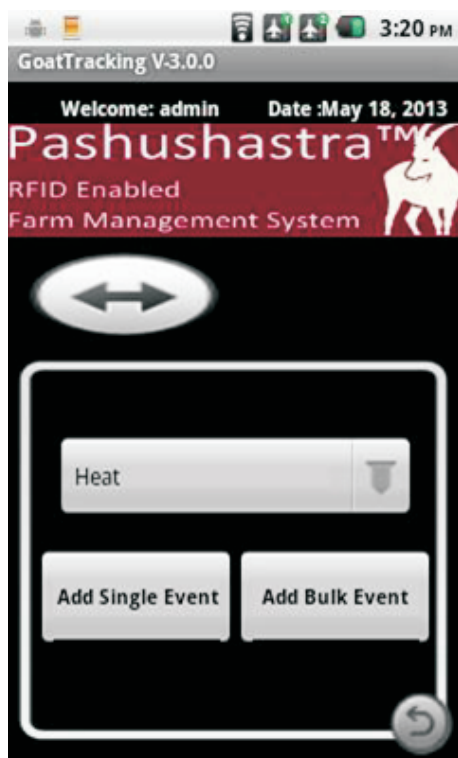 3:20 PM
GoatTracking V-3.0.0
Welcome: admin Date :May 18, 2013
Pashushastra™
RFID Enabled
Farm Management System
Heat
Add Single Event Add Bulk Event